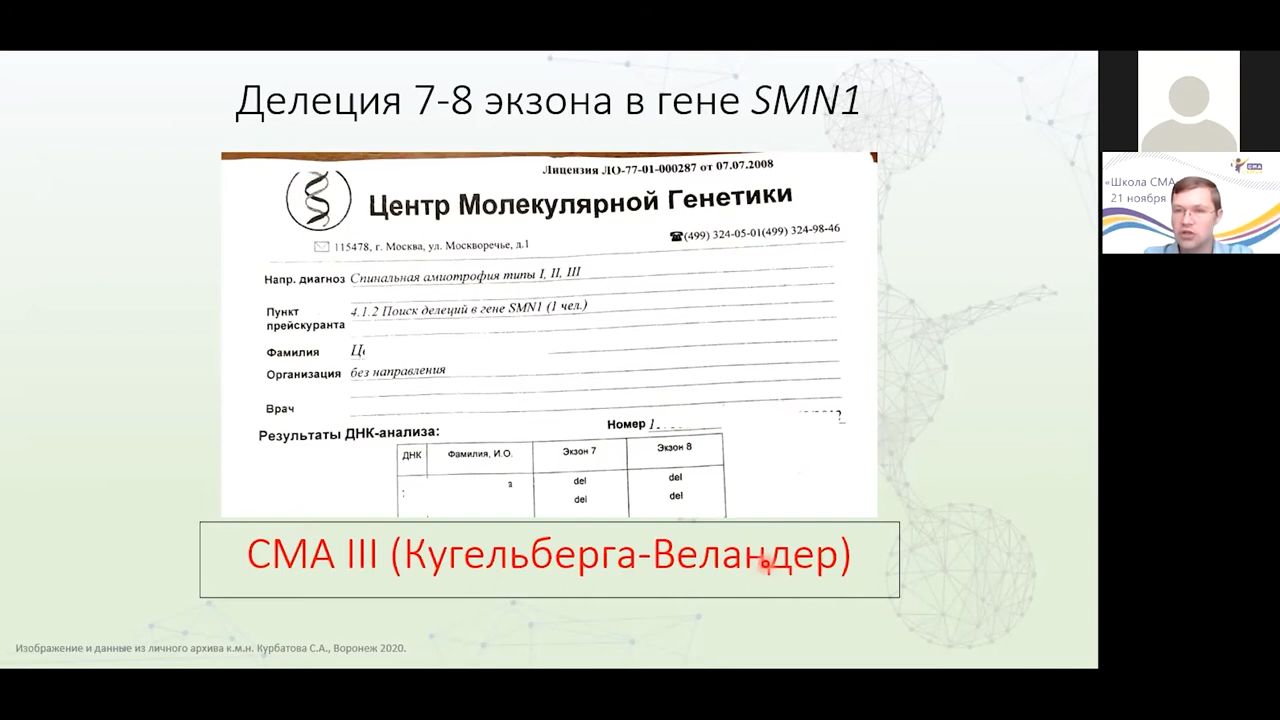 Делеция 7-8 экзона в гене SMN1
Лицензия ЛО-77-01-000287 от 07.07.2008
Центр Молекулярной Генетики
115478, г. Москва, ул. Москворечье, д.1
☎(499) 324-05-01(499) 324-98-46
Напр. диагноз Спинальная амиотрофия типы I, II, III
Пункт прейскуранта 4.1.2 Поиск делеций в гене SMN1 (1 чел.)
Фамилия
Организация без направления
Врач
Номер 1
Результаты ДНК-анализа:
ДНК Фамилия, И.О. Экзон 7 Экзон 8
а del del
del del
СМА III (Кугельберга-Веландер)
Изображение и данные из личного архива к.м.н. Курбатова С.А., Воронеж 2020.
СМА
«Школа СМА
21 ноября